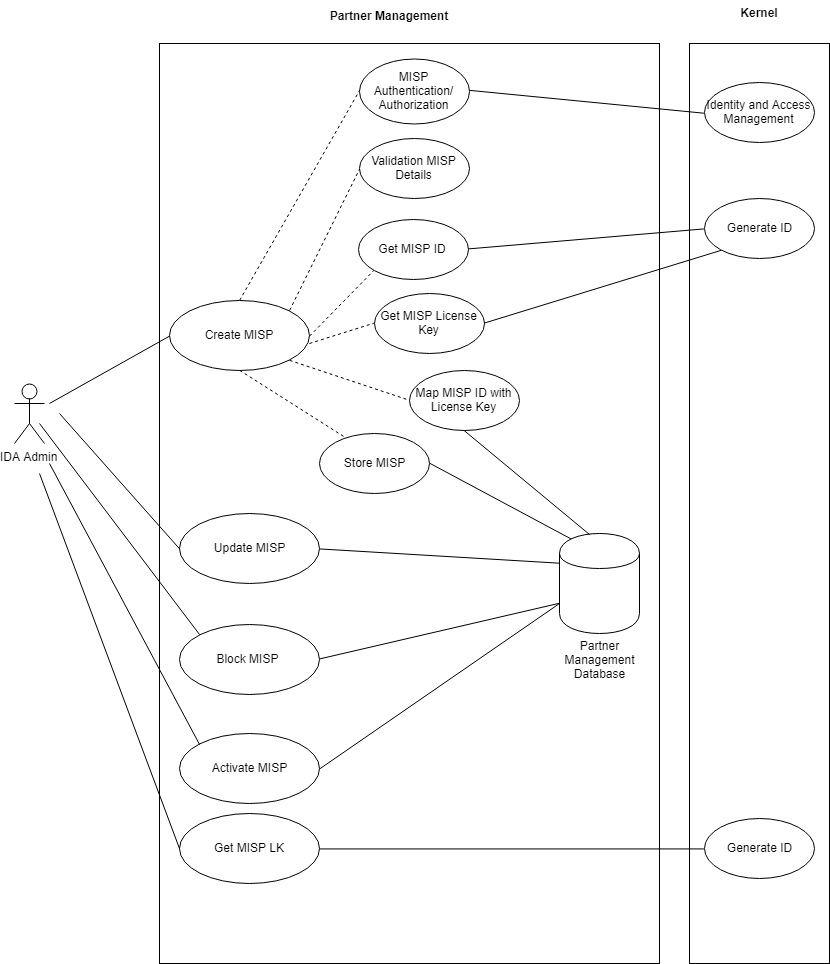 Partner Management
Kernel
MISP
Authentication/
Authorization
Identity and Access
Management
Validation MISP
Details
Get MISP ID
Generate ID
Get MISP License
Key
Create MISP
Map MISP ID with
License Key
IDA Admin
Store MISP
Update MISP
Partner
Management
Database
Block MISP
Activate MISP
Get MISP LK
Generate ID